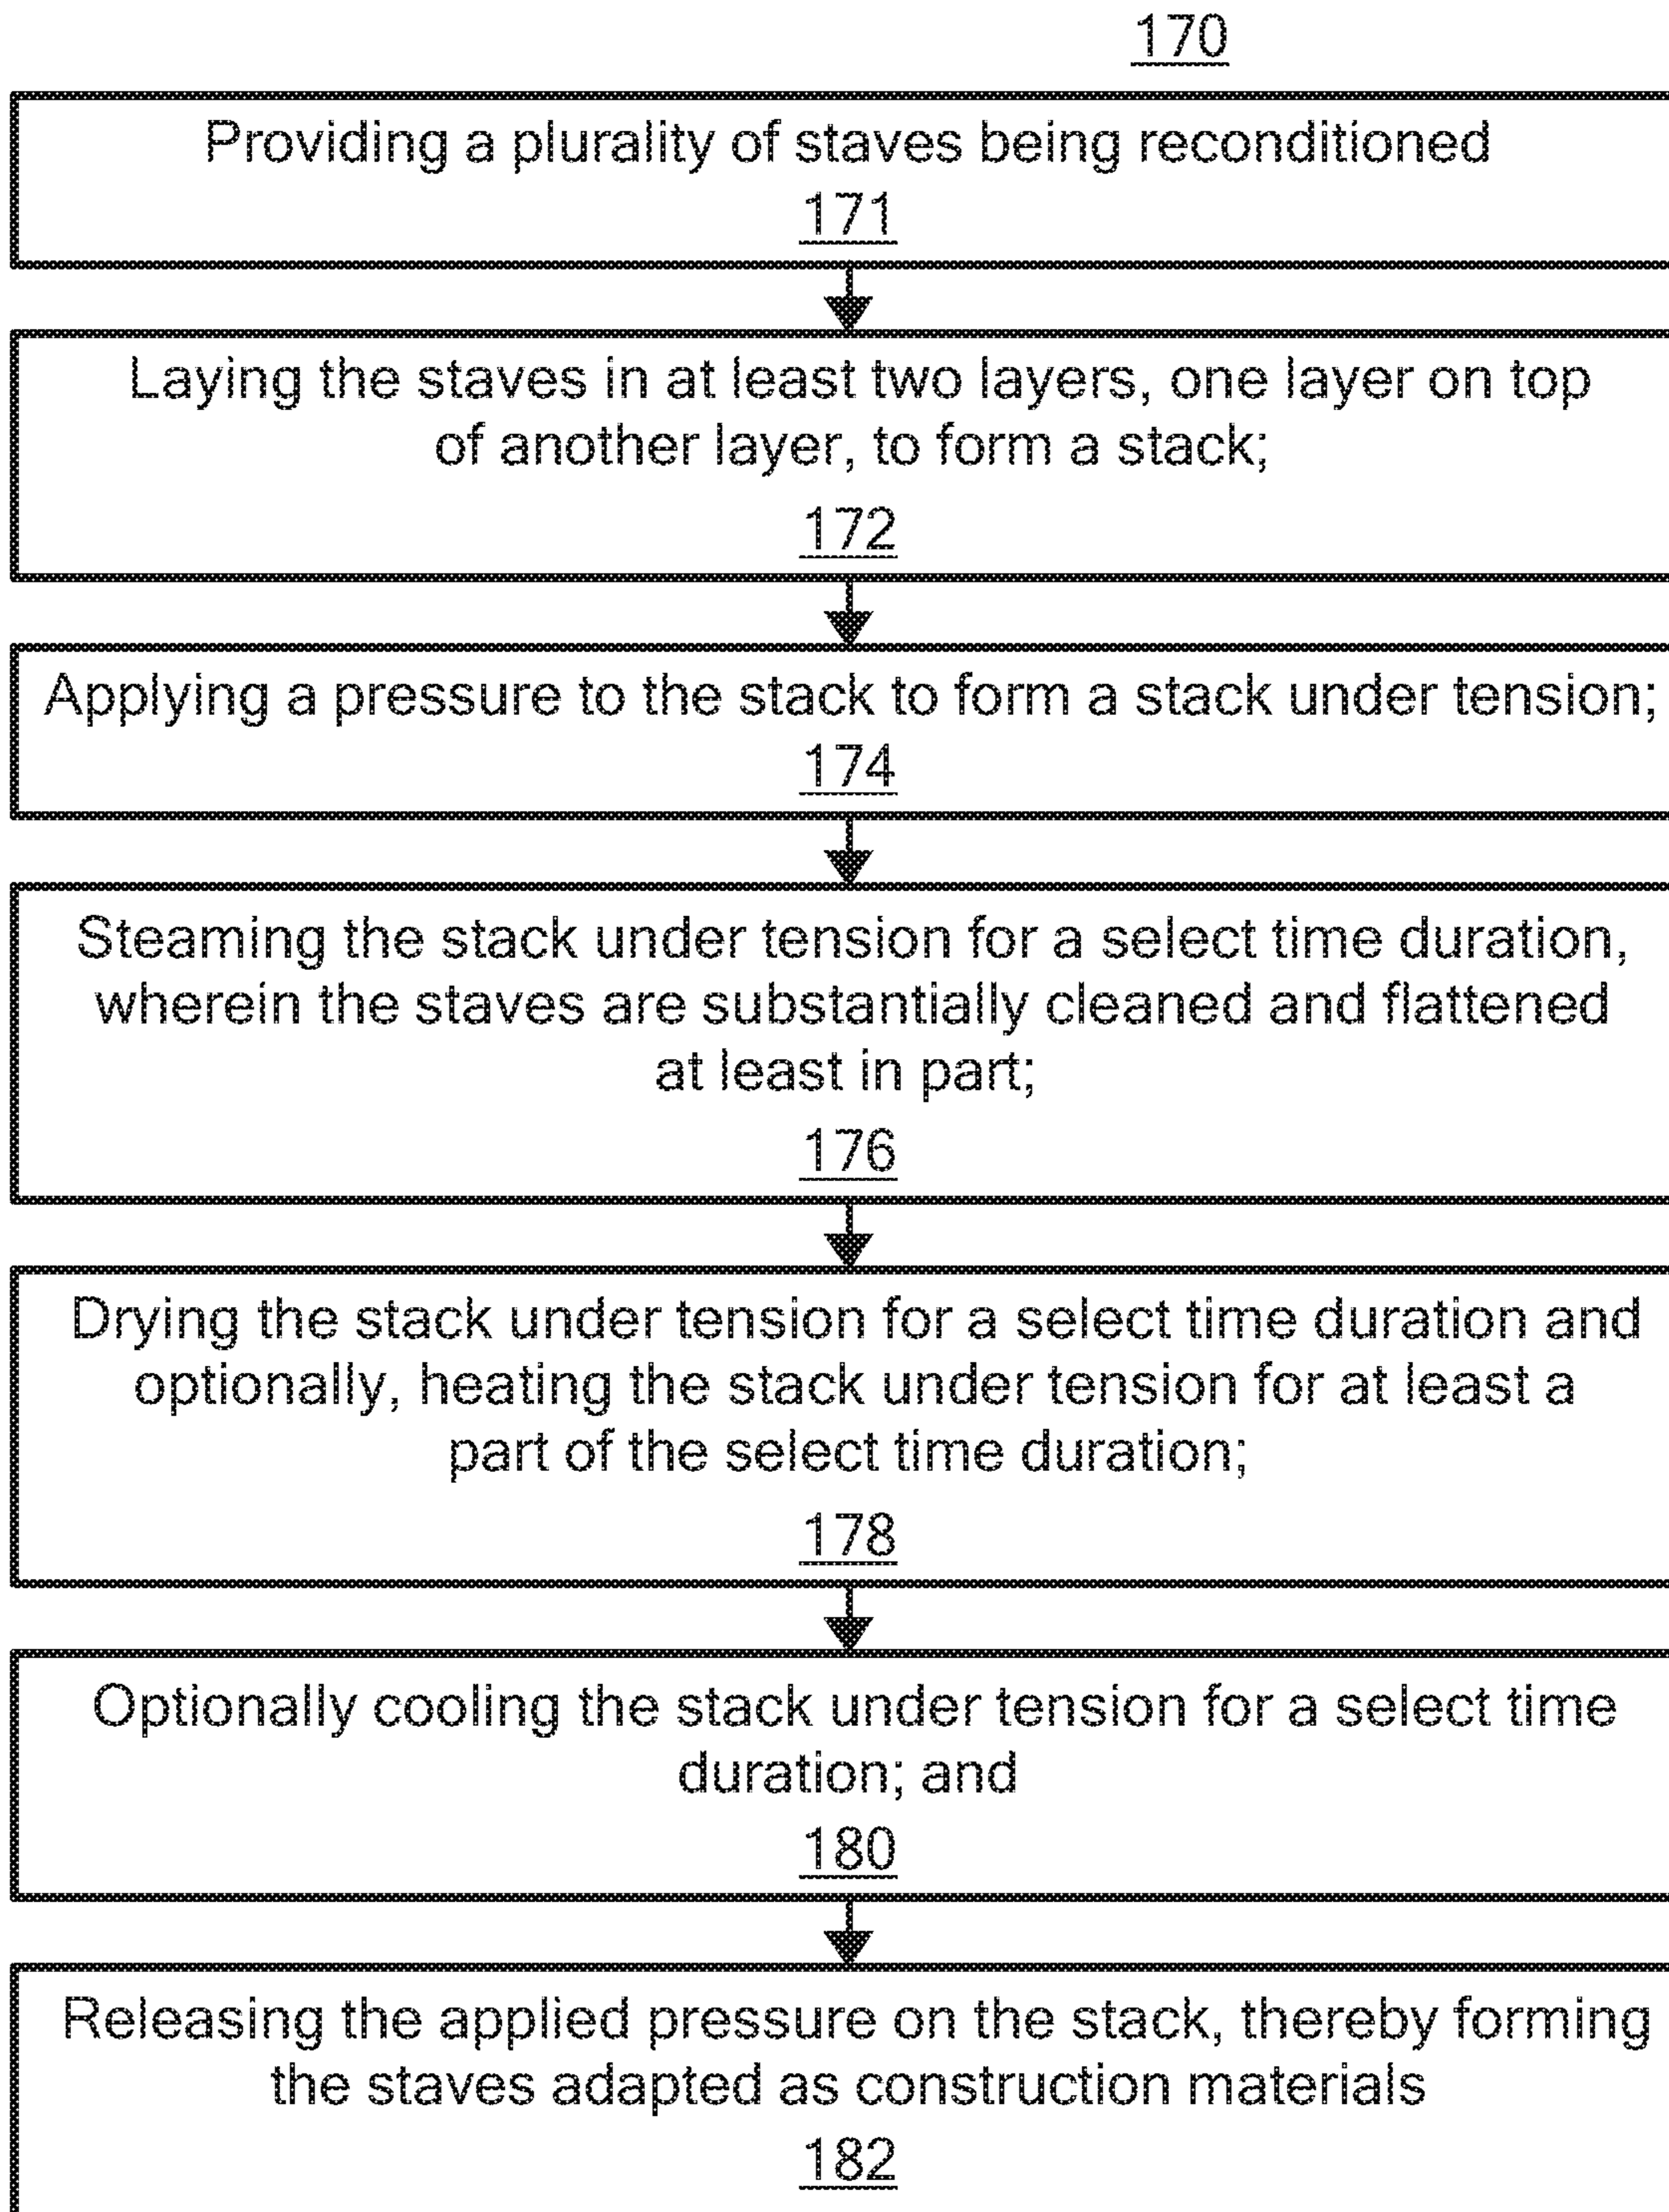 170
Providing a plurality of staves being reconditioned
171
Laying the staves in at least two layers, one layer on top
of another layer, to form a stack;
172
Applying a pressure to the stack to form a stack under tension;
174
Steaming the stack under tension for a select time duration,
wherein the staves are substantially cleaned and flattened
at least in part;
176
Drying the stack under tension for a select time duration and
optionally, heating the stack under tension for at least a
part of the select time duration;
178
Optionally cooling the stack under tension for a select time
duration; and
180
Releasing the applied pressure on the stack, thereby forming
the staves adapted as construction materials
182